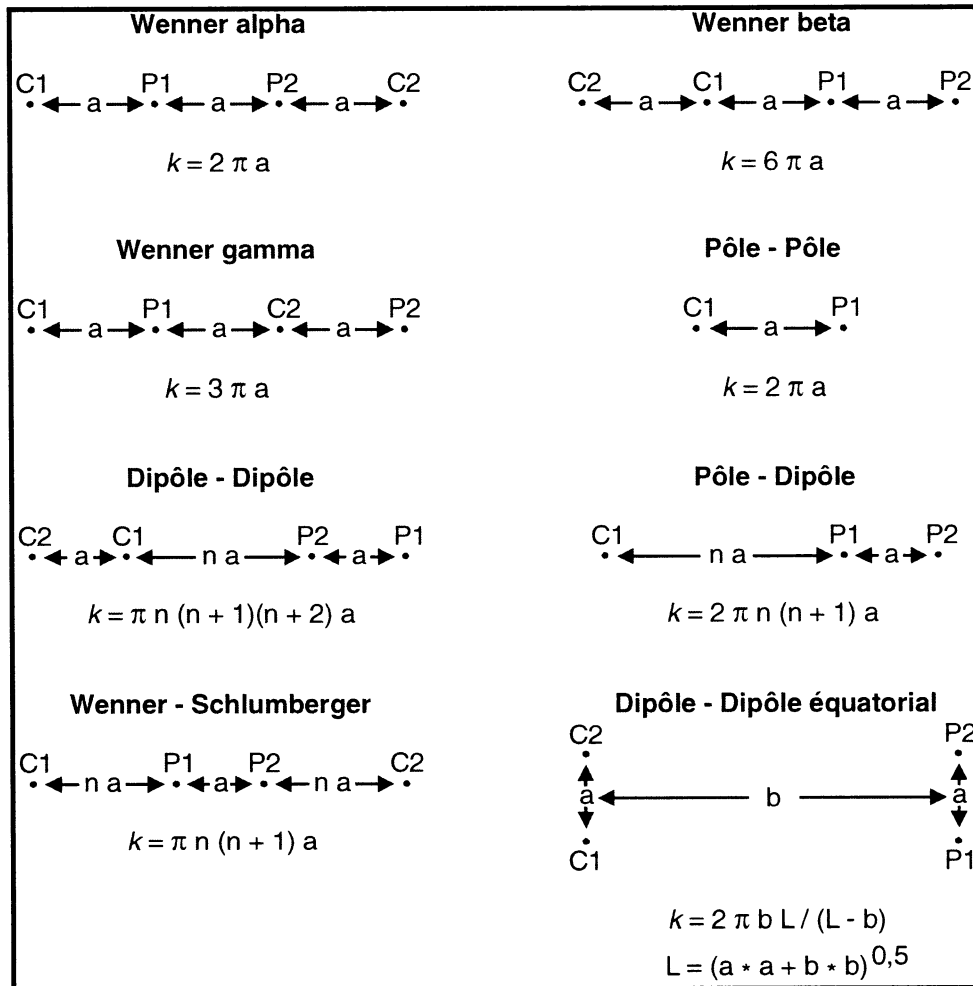 Wenner alpha
C1 P1 P2 C2
a a a
k = 2 π a
Wenner beta
C2 C1 P1 P2
a a a
k = 6 π a
Wenner gamma
C1 P1 C2 P2
a a a
k = 3 π a
Pôle - Pôle
C1 P1
a
k = 2 π a
Dipôle - Dipôle
C2 C1 P2 P1
a n a a
k = π n (n + 1)(n + 2) a
Pôle - Dipôle
C1 P1 P2
n a a
k = 2 π n (n + 1) a
Wenner - Schlumberger
C1 P1 P2 C2
n a a n a
k = π n (n + 1) a
Dipôle - Dipôle équatorial
C2 P2
a b a
C1 P1
k = 2 π b L / (L - b)
L = (a * a + b * b)^0,5